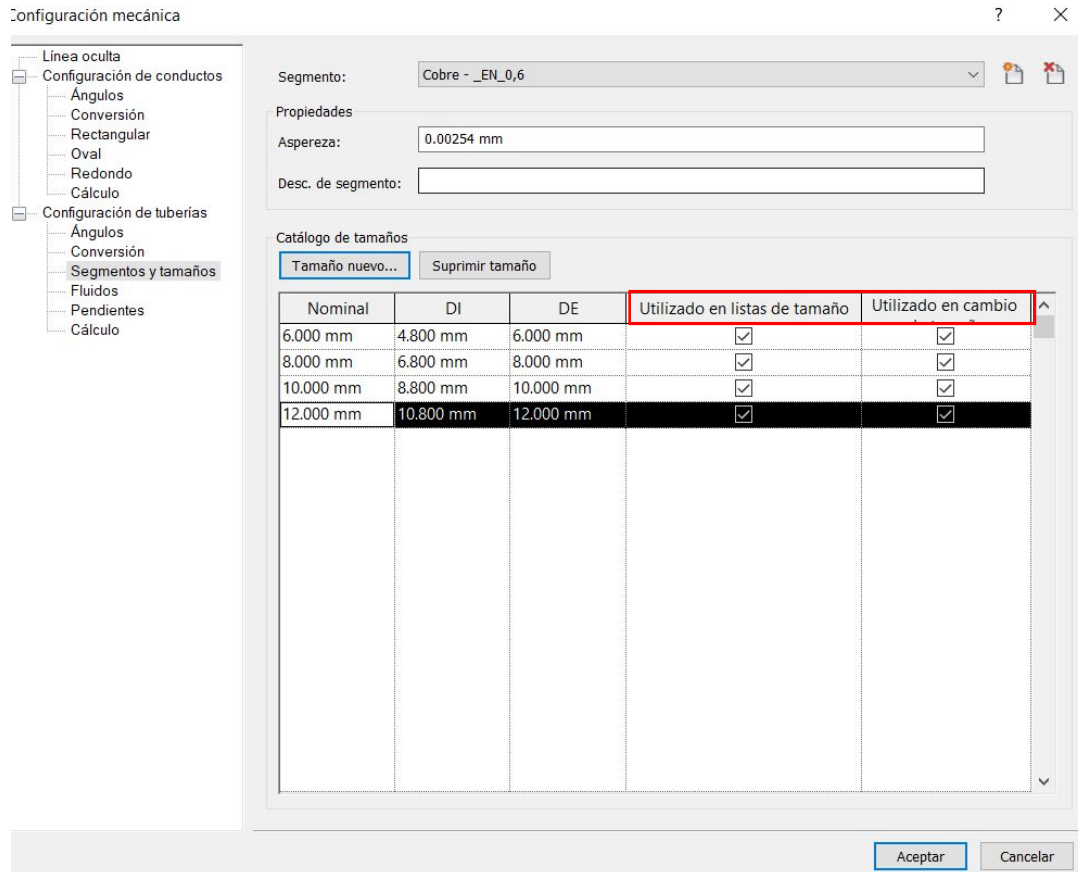 Configuración mecánica
?
Línea oculta
Configuración de conductos
Ángulos
Conversión
Rectangular
Oval
Redondo
Cálculo
Configuración de tuberías
Ángulos
Conversión
Segmentos y tamaños
Fluidos
Pendientes
Cálculo
Segmento: Cobre - _EN_0,6
Propiedades
Aspereza: 0.00254 mm
Desc. de segmento:
Catálogo de tamaños
Tamaño nuevo... Suprimir tamaño
Nominal DI DE Utilizado en listas de tamaño Utilizado en cambio
6.000 mm 4.800 mm 6.000 mm
8.000 mm 6.800 mm 8.000 mm
10.000 mm 8.800 mm 10.000 mm
12.000 mm 10.800 mm 12.000 mm
Aceptar Cancelar